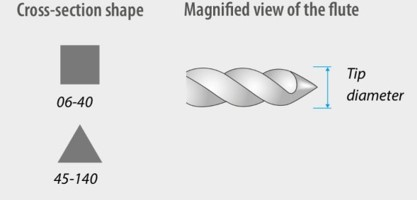 Cross-section shape
Magnified view of the flute
06-40
Tip
diameter
45-140